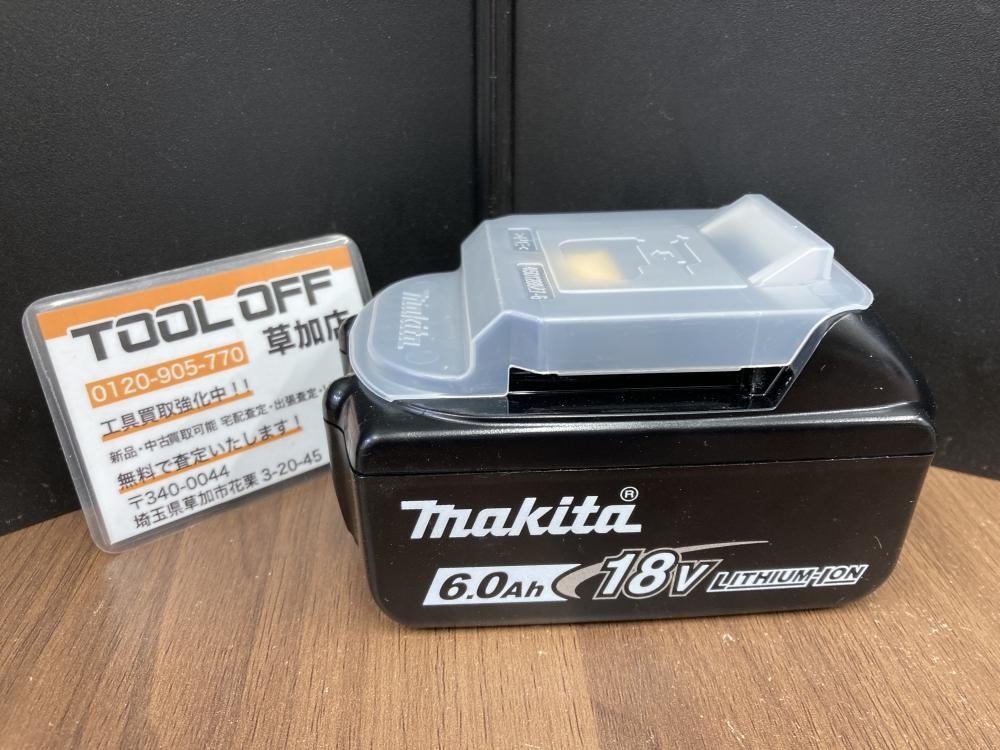 TOOL OFF
草加店
0120-905-770
工具買取強化中!!
新品・中古買取可能 宅配査定・出張査定・
無料で査定いたします!
〒340-0044
埼玉県草加市花栗 3-20-45
makita
>PP<
makita®
6.0Ah 18V LITHIUM-ION